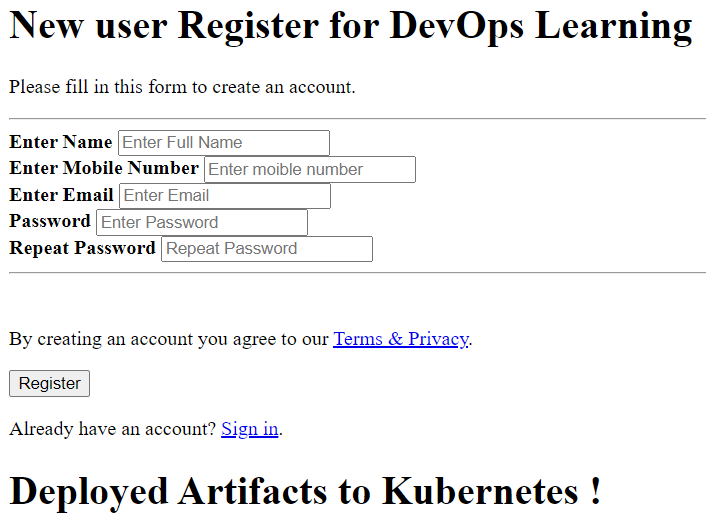 New user Register for DevOps Learning
Please fill in this form to create an account.
Enter Name Enter Full Name
Enter Mobile Number Enter moible number
Enter Email Enter Email
Password Enter Password
Repeat Password Repeat Password
By creating an account you agree to our Terms & Privacy.
Register
Already have an account? Sign in.
Deployed Artifacts to Kubernetes !